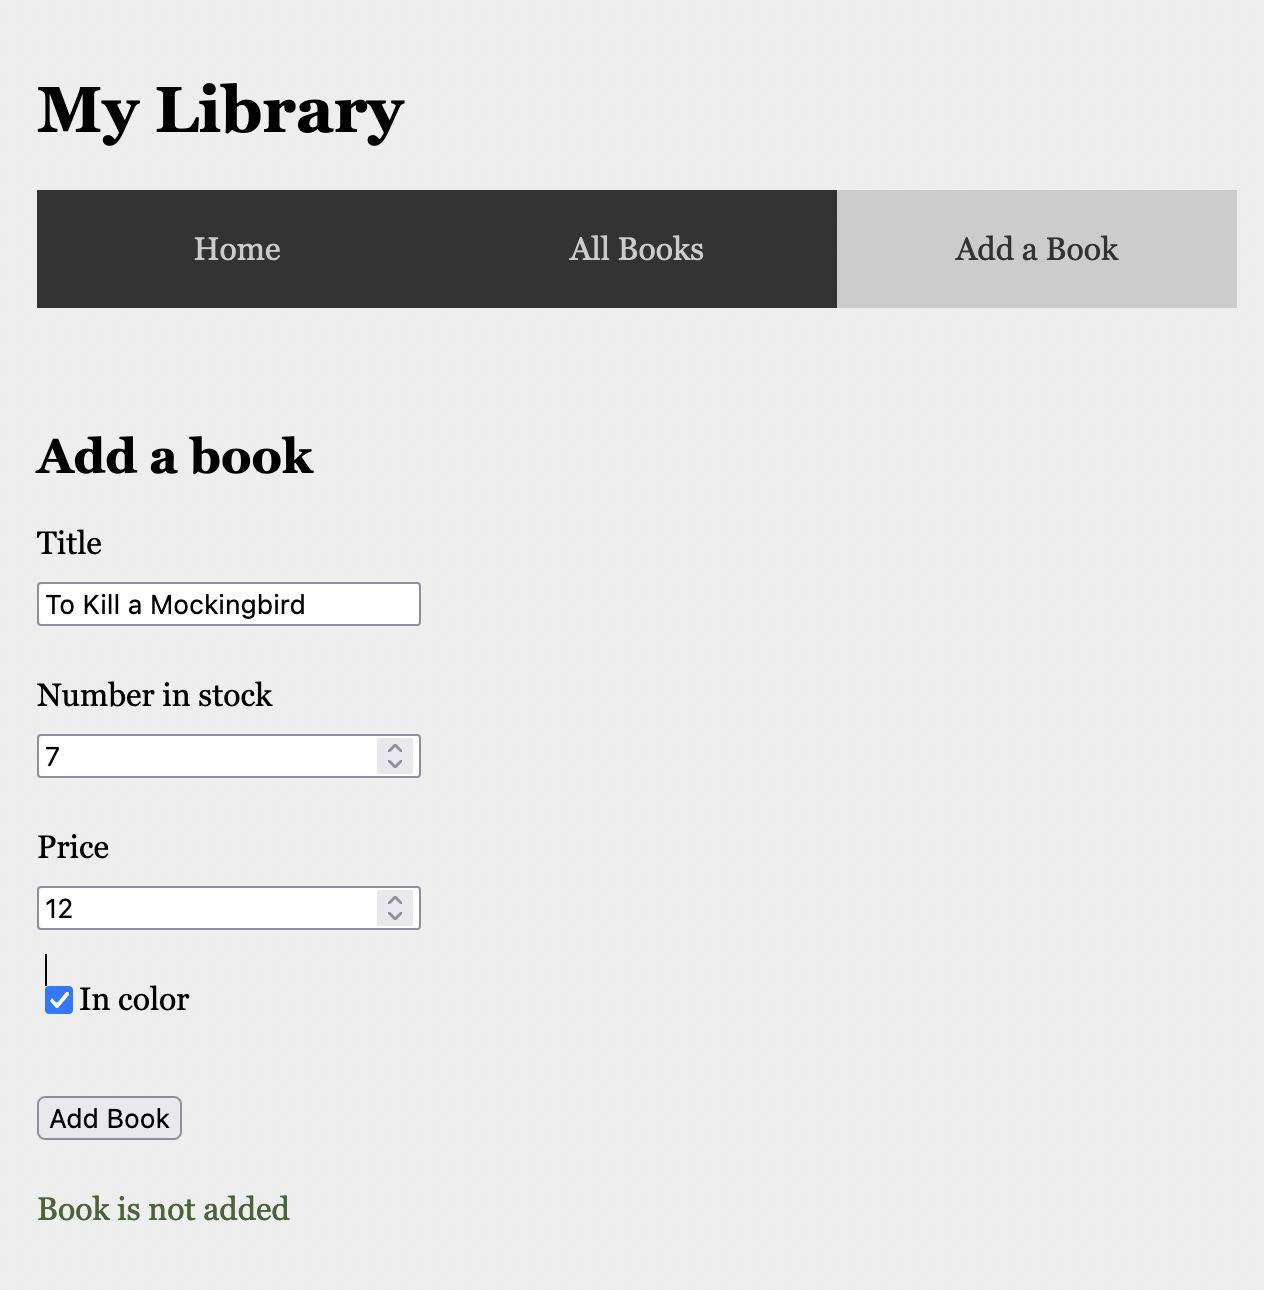 My Library
Home All Books Add a Book
Add a book
Title
To Kill a Mockingbird
Number in stock
7
Price
12
In color
Add Book
Book is not added